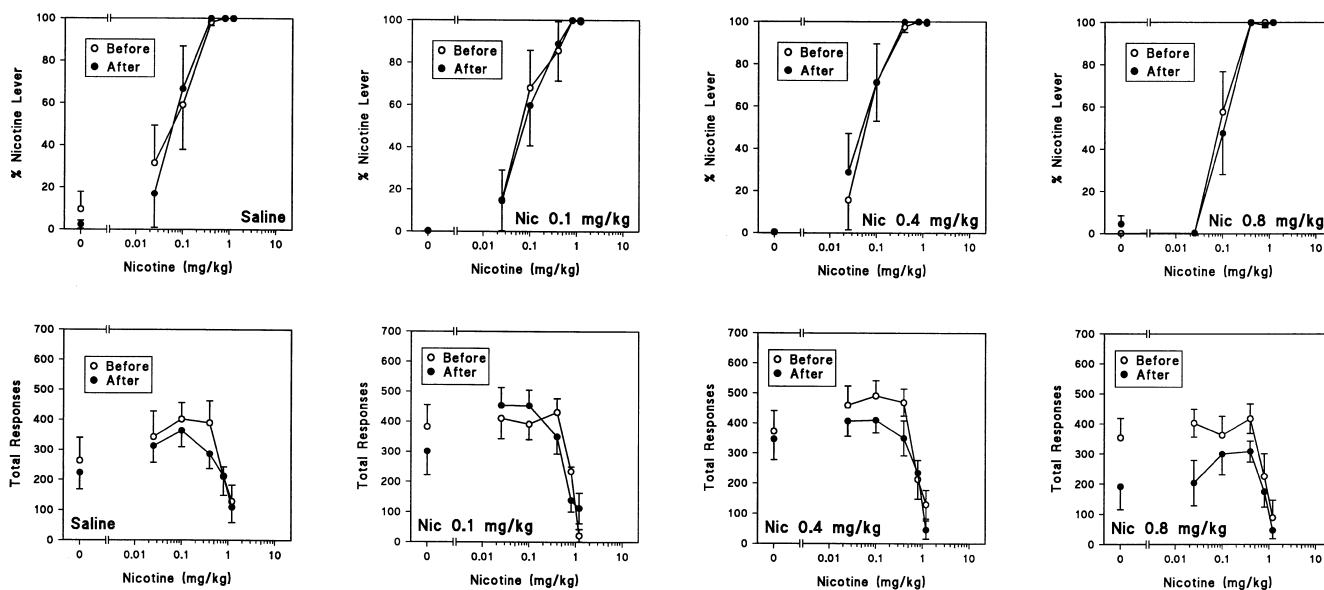 100
80
60
40
20
0
% Nicotine Lever
Before
After
Saline
0
0.01
0.1
1
10
Nicotine (mg/kg)
100
80
60
40
20
0
% Nicotine Lever
Before
After
Nic 0.1 mg/kg
0
0.01
0.1
1
10
Nicotine (mg/kg)
100
80
60
40
20
0
% Nicotine Lever
Before
After
Nic 0.4 mg/kg
0
0.01
0.1
1
10
Nicotine (mg/kg)
100
80
60
40
20
0
% Nicotine Lever
Before
After
Nic 0.8 mg/kg
0
0.01
0.1
1
10
Nicotine (mg/kg)
700
600
500
400
300
200
100
0
Total Responses
Before
After
Saline
0
0.01
0.1
1
10
Nicotine (mg/kg)
700
600
500
400
300
200
100
0
Total Responses
Before
After
Nic 0.1 mg/kg
0
0.01
0.1
1
10
Nicotine (mg/kg)
700
600
500
400
300
200
100
0
Total Responses
Before
After
Nic 0.4 mg/kg
0
0.01
0.1
1
10
Nicotine (mg/kg)
700
600
500
400
300
200
100
0
Total Responses
Before
After
Nic 0.8 mg/kg
0
0.01
0.1
1
10
Nicotine (mg/kg)